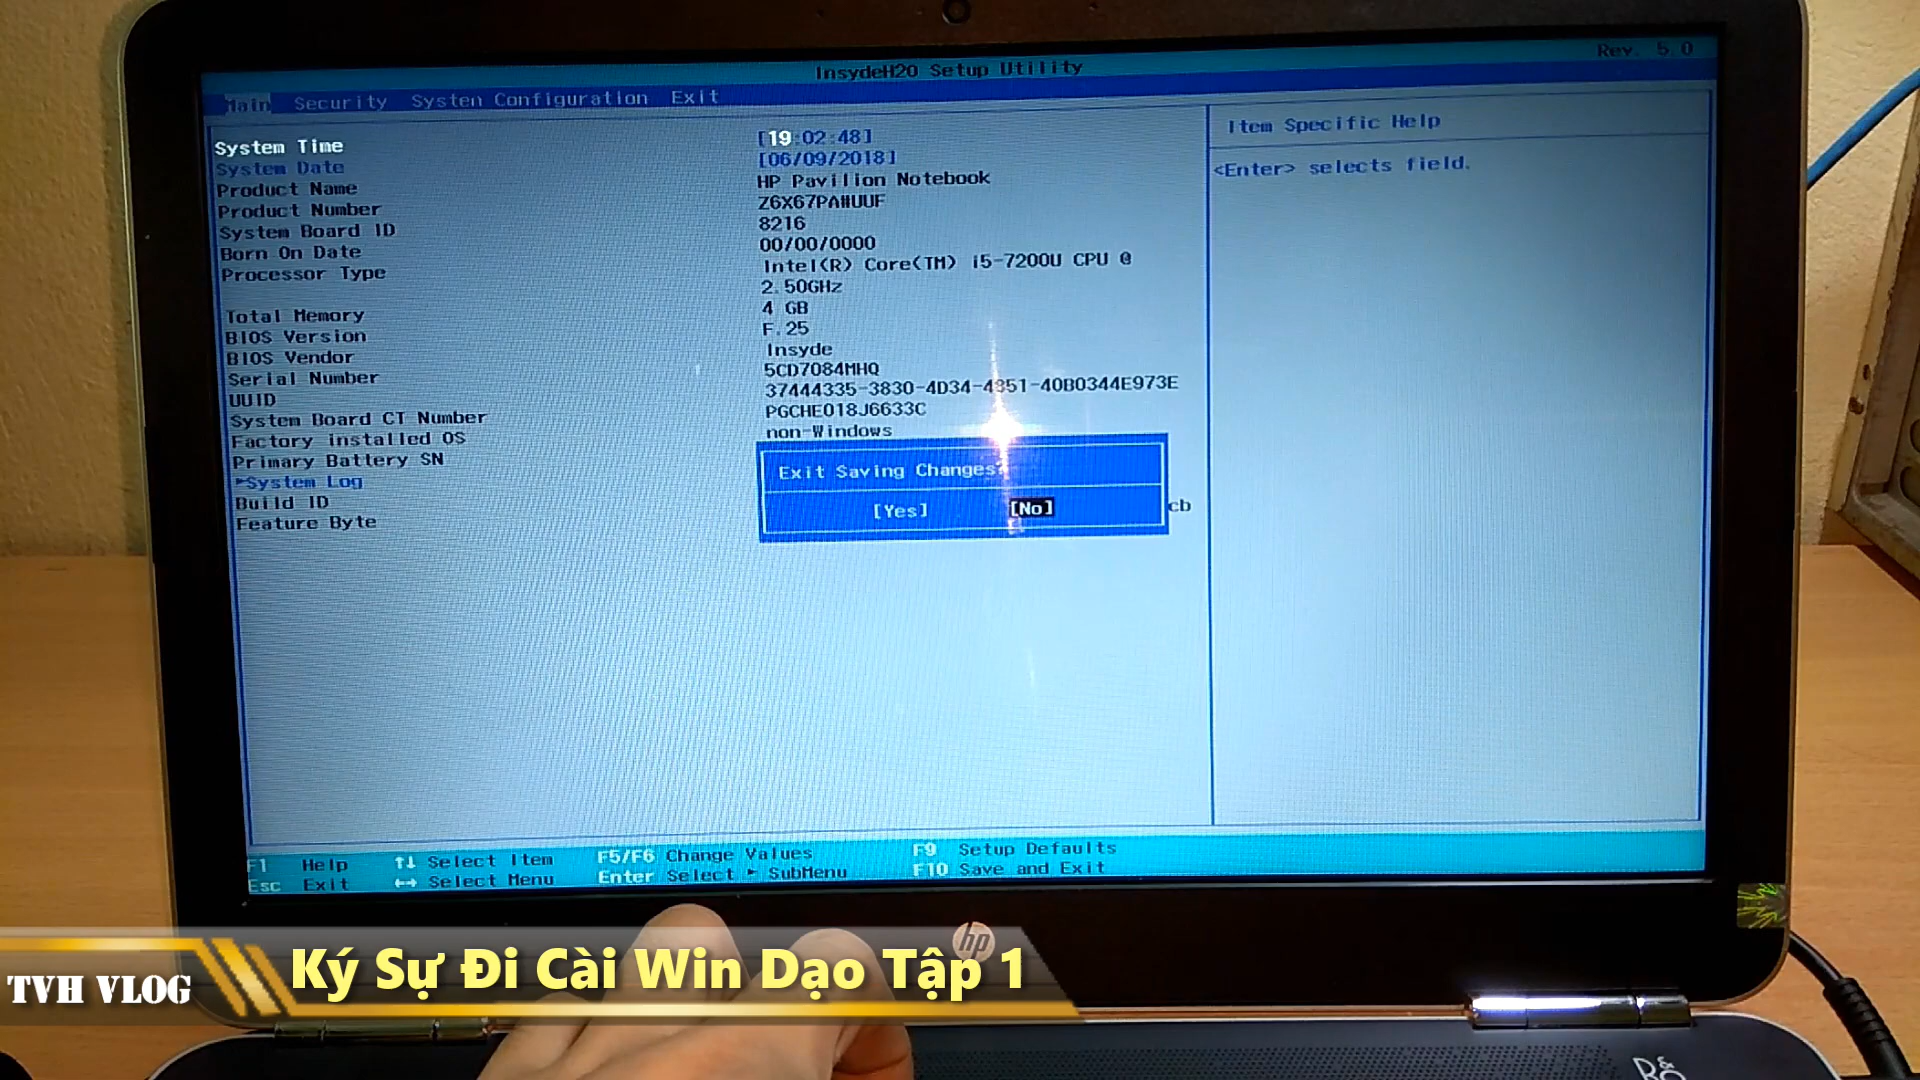 InsydeH20 Setup Utility
Rev. 5.0
Main Security System Configuration Exit
System Time [19:02:48]
System Date [06/09/2018]
Product Name HP Pavilion Notebook
Product Number Z6X67PA#UUF
System Board ID 8216
Born On Date 00/00/0000
Processor Type Intel(R) Core(TM) i5-7200U CPU @
2.50GHz
Total Memory 4 GB
BIOS Version F.25
BIOS Vendor Insyde
Serial Number 5CD7084MHQ
UUID 37444335-3830-4D34-4851-40B0344E973E
System Board CT Number PGCHE018J6633C
Factory installed OS non-Windows
Primary Battery SN
►System Log
Build ID
Feature Byte
cb
Exit Saving Changes?
[Yes] [No]
Item Specific Help
<Enter> selects field.
F1 Help ↑↓ Select Item F5/F6 Change Values F9 Setup Defaults
Esc Exit ↔ Select Menu Enter Select ► SubMenu F10 Save and Exit
hp
TVH VLOG
Ký Sự Đi Cài Win Dạo Tập 1
B&O